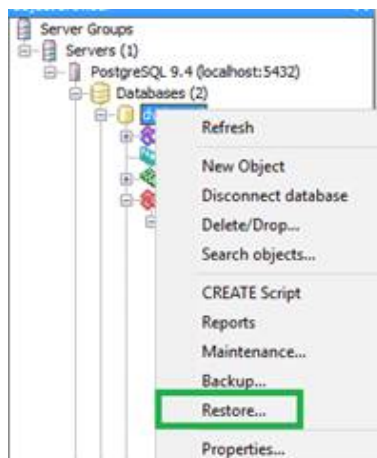 Server Groups
Servers (1)
PostgreSQL 9.4 (localhost:5432)
Databases (2)
Refresh
New Object
Disconnect database
Delete/Drop...
Search objects...
CREATE Script
Reports
Maintenance...
Backup...
Restore...
Properties...